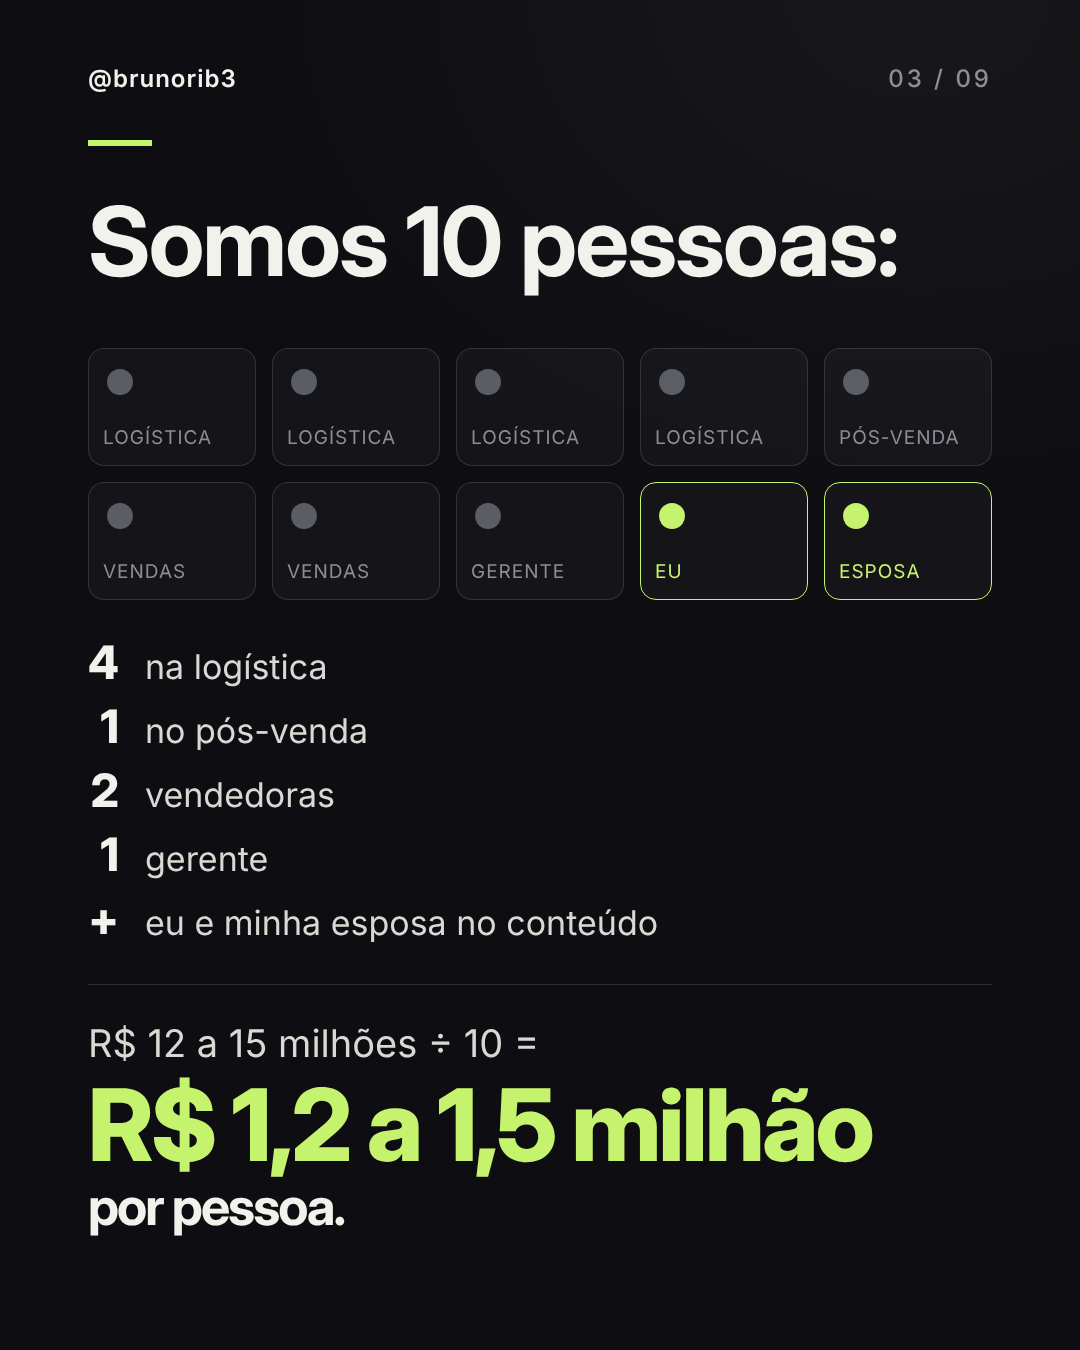 @brunorib3
03 / 09
Somos 10 pessoas:
LOGÍSTICA LOGÍSTICA LOGÍSTICA LOGÍSTICA PÓS-VENDA
VENDAS VENDAS GERENTE EU ESPOSA
4 na logística
1 no pós-venda
2 vendedoras
1 gerente
+ eu e minha esposa no conteúdo
R$ 12 a 15 milhões ÷ 10 =
R$ 1,2 a 1,5 milhão
por pessoa.